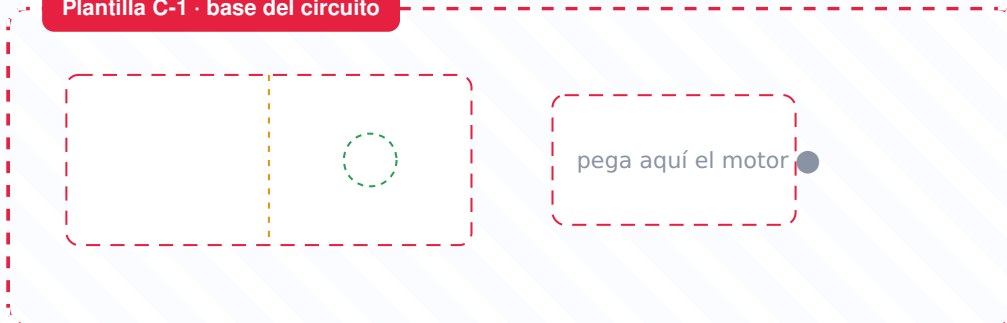 Plantilla C-1 · base del circuito
pega aquí el motor